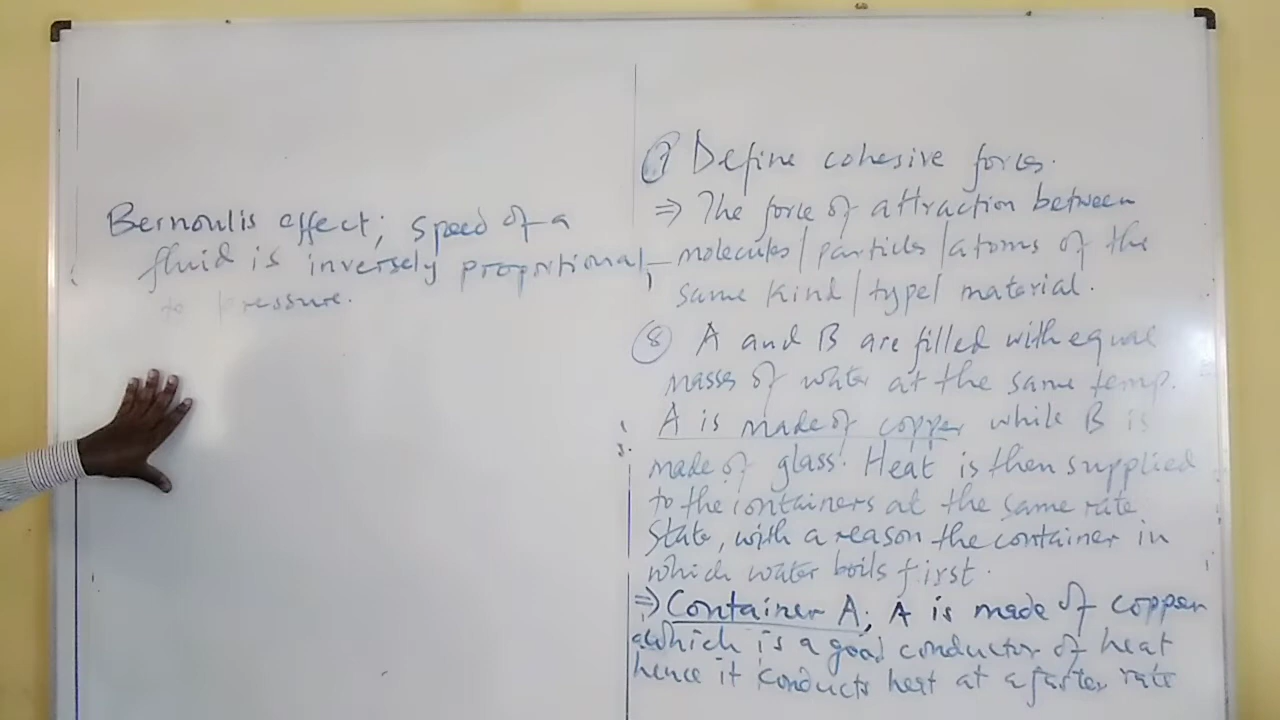 Bernoulis effect; speed of a
fluid is inversely proportional
to pressure.
7 Define cohesive forces.
⇒ The force of attraction between
molecules/particles/atoms of the
same kind/type/material.
8 A and B are filled with equal
masses of water at the same temp.
A is made of copper while B is
made of glass. Heat is then supplied
to the containers at the same rate
State, with a reason the container in
which water boils first.
⇒ Container A; A is made of copper
which is a good conductor of heat
hence it conducts heat at a faster rate